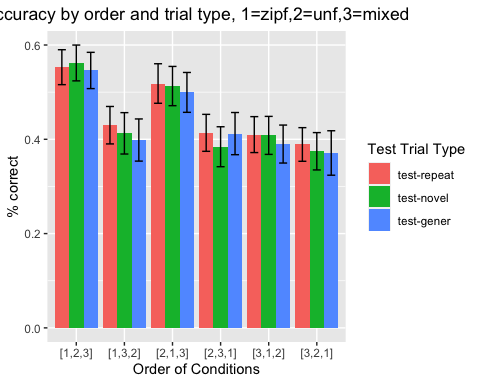 ccuracy by order and trial type, 1=zipf,2=unf,3=mixed
% correct
0.6
0.4
0.2
0.0
[1,2,3] [1,3,2] [2,1,3] [2,3,1] [3,1,2] [3,2,1]
Order of Conditions
Test Trial Type
test-repeat
test-novel
test-gener